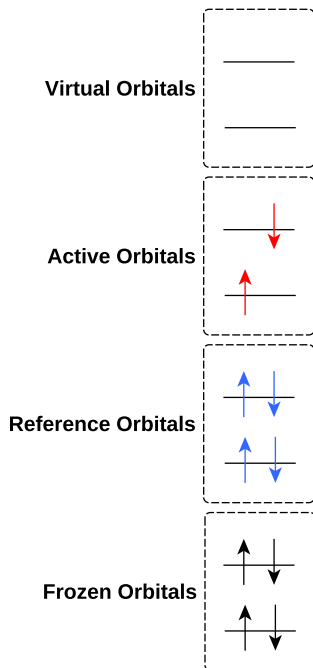 Virtual Orbitals
Active Orbitals
Reference Orbitals
Frozen Orbitals